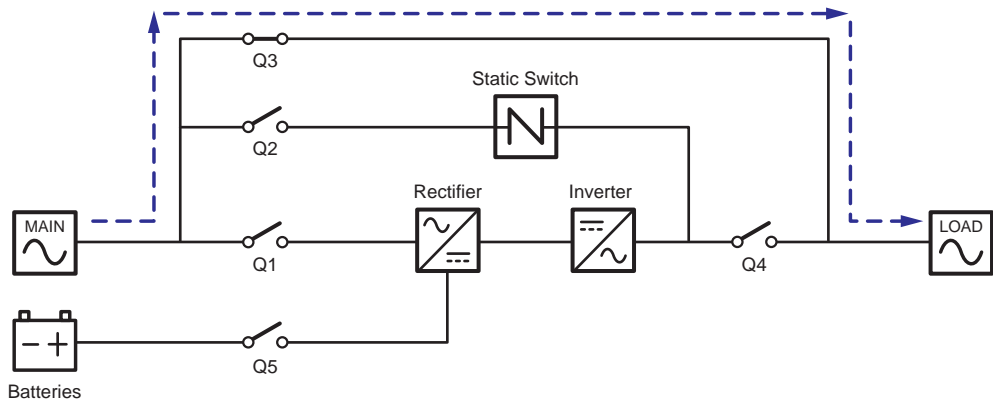 Q3
Static Switch
Q2
Rectifier
Inverter
MAIN
LOAD
Q1
Q4
Q5
Batteries